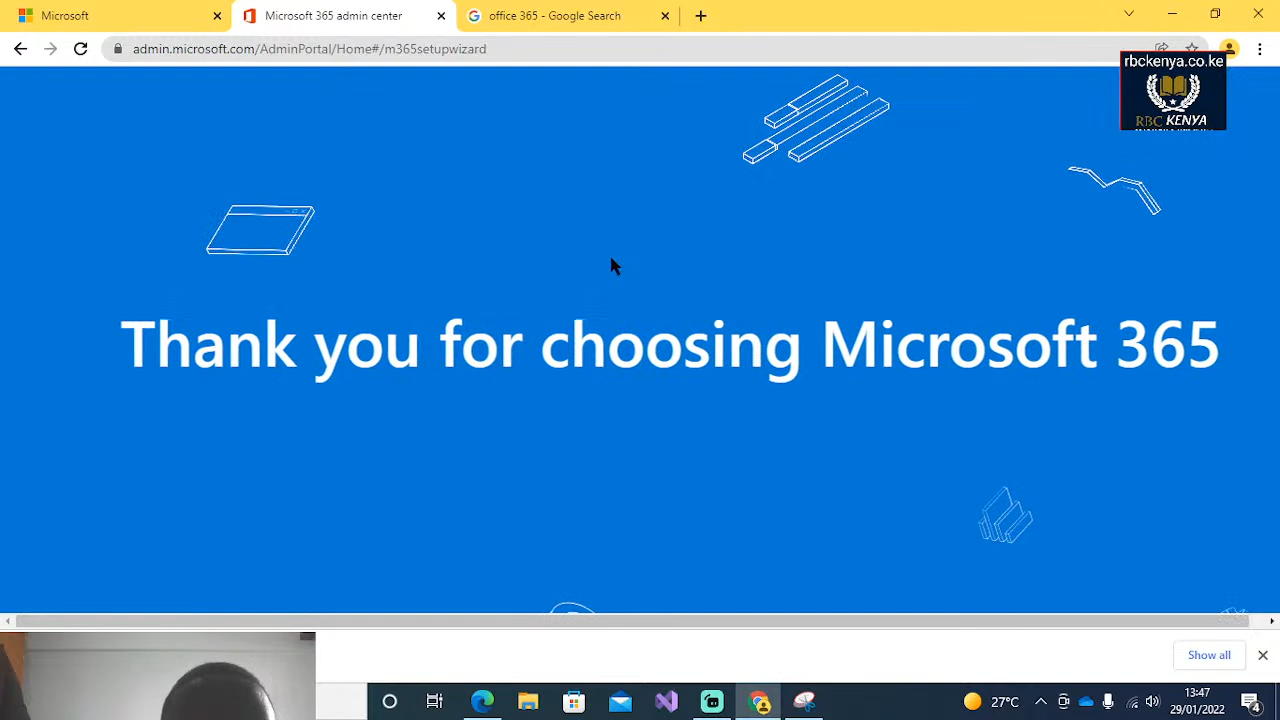 Microsoft
Microsoft 365 admin center
office 365 - Google Search
admin.microsoft.com/AdminPortal/Home#/m365setupwizard
rbckenya.co.ke
RBC KENYA
Thank you for choosing Microsoft 365
Show all
27°C
13:47
29/01/2022
4